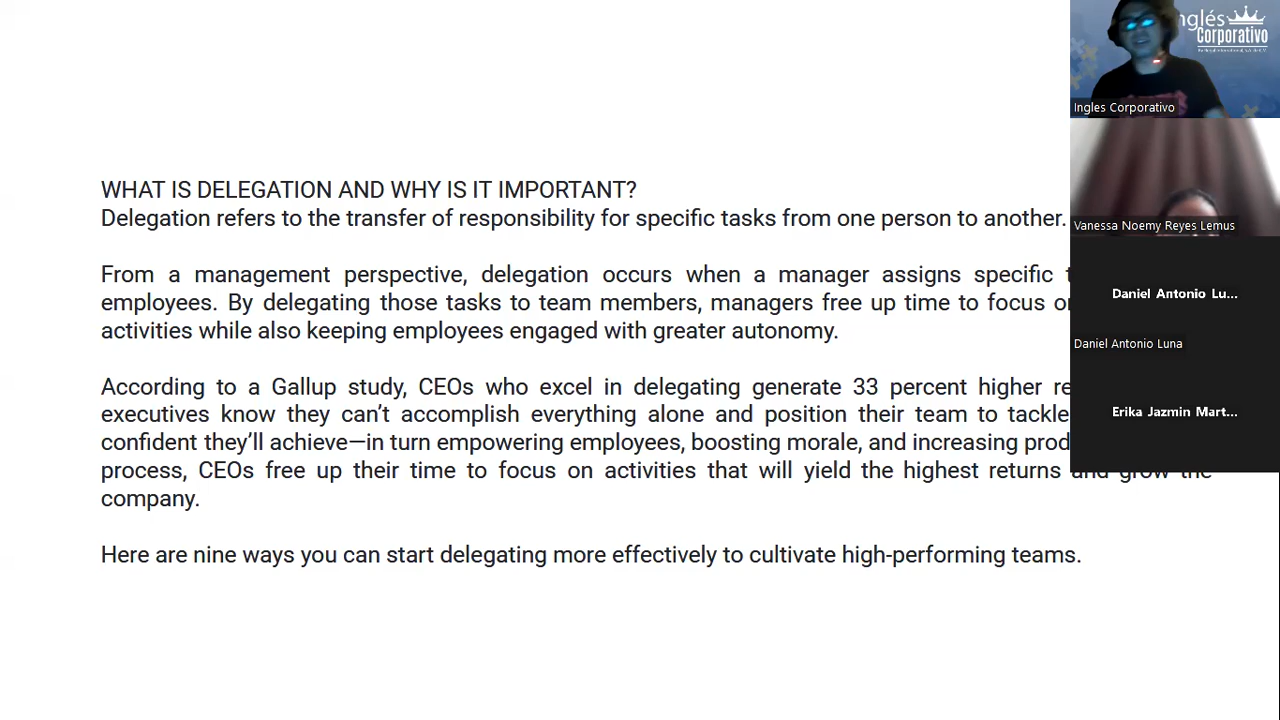 WHAT IS DELEGATION AND WHY IS IT IMPORTANT?
Delegation refers to the transfer of responsibility for specific tasks from one person to another.
From a management perspective, delegation occurs when a manager assigns specific
employees. By delegating those tasks to team members, managers free up time to focus
activities while also keeping employees engaged with greater autonomy.
According to a Gallup study, CEOs who excel in delegating generate 33 percent higher
executives know they can’t accomplish everything alone and position their team to tackle
confident they’ll achieve—in turn empowering employees, boosting morale, and increasing
process, CEOs free up their time to focus on activities that will yield the highest returns and grow the
company.
Here are nine ways you can start delegating more effectively to cultivate high-performing teams.
Inglés
Corporativo
Ingles Corporativo
Vanessa Noemy Reyes Lemus
Daniel Antonio Lu...
Daniel Antonio Luna
Erika Jazmin Mart...